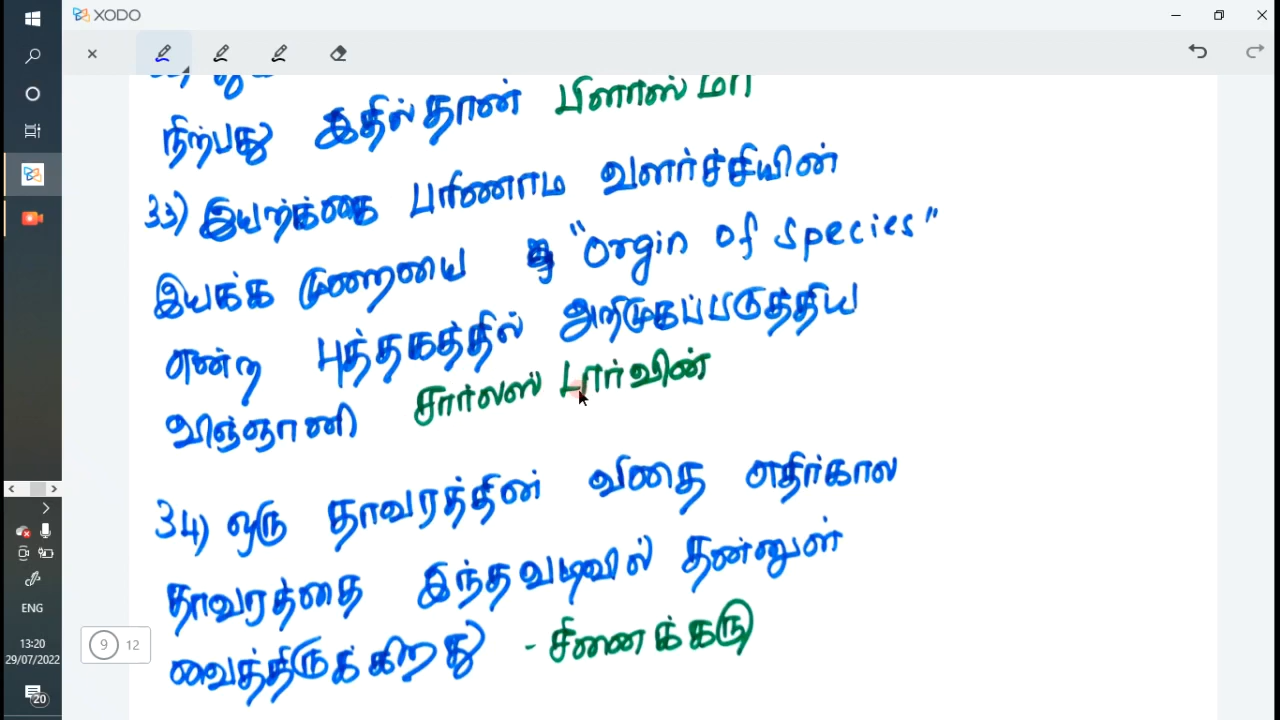 XODO
நிற்பது இதில்தான் பிளாஸ்மா
33) இயற்கை பரிணாம வளர்ச்சியின்
இயக்க முறையை "Orgin of species"
என்ற புத்தகத்தில் அறிமுகப்படுத்திய
விஞ்ஞானி சார்லஸ் டார்வின்
34) ஒரு தாவரத்தின் விதை எதிர்கால
தாவரத்தை இந்த வடிவில் தன்னுள்
வைத்திருக்கிறது - சினைக்கரு
9 12
ENG
13:20
29/07/2022
20